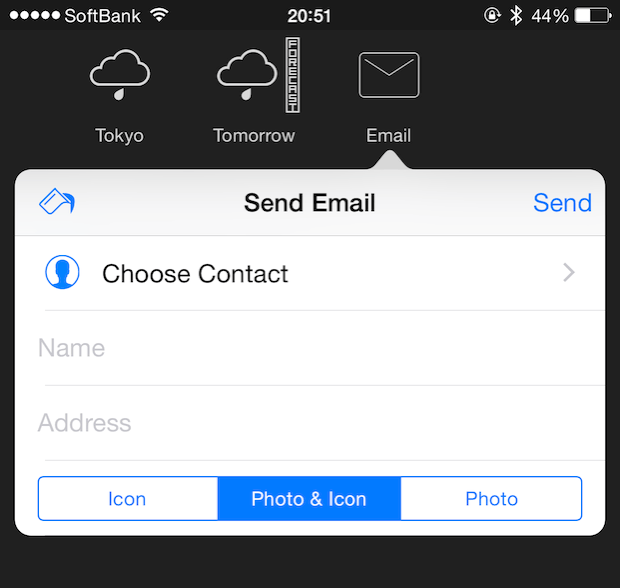 SoftBank 20:51 44%
FORECAST
Tokyo Tomorrow Email
Send Email Send
Choose Contact
Name
Address
Icon Photo & Icon Photo